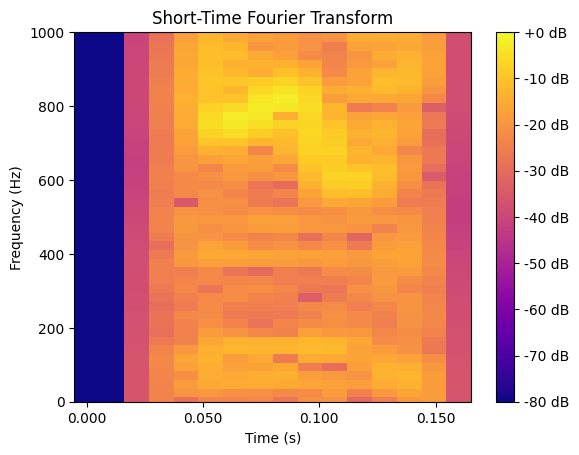 Short-Time Fourier Transform
Frequency (Hz)
1000
800
600
400
200
0
0.000
0.050
0.100
0.150
Time (s)
+0 dB
-10 dB
-20 dB
-30 dB
-40 dB
-50 dB
-60 dB
-70 dB
-80 dB